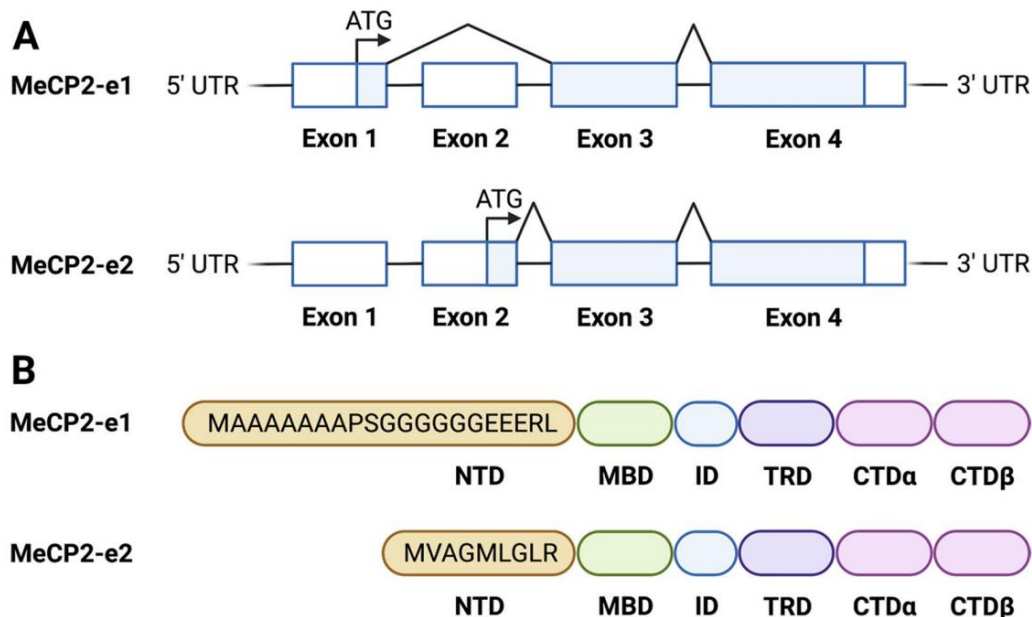 A
ATG
MeCP2-e1 5' UTR 3' UTR
Exon 1 Exon 2 Exon 3 Exon 4
ATG
MeCP2-e2 5' UTR 3' UTR
Exon 1 Exon 2 Exon 3 Exon 4
B
MeCP2-e1 MAAAAAAAPSGGGGGGEEERL
NTD MBD ID TRD CTDα CTDβ
MeCP2-e2 MVAGMLGLR
NTD MBD ID TRD CTDα CTDβ